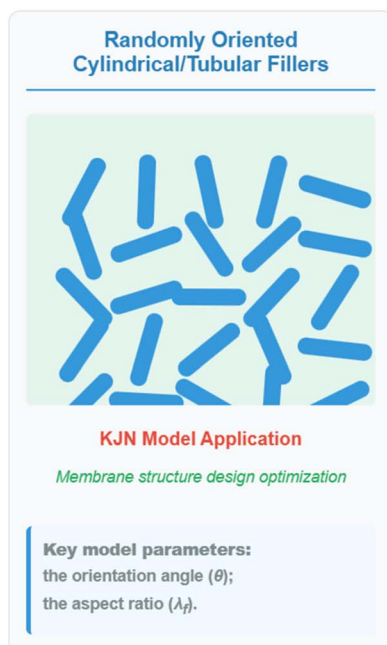 Randomly Oriented
Cylindrical/Tubular Fillers
KJN Model Application
Membrane structure design optimization
Key model parameters:
the orientation angle (θ);
the aspect ratio (λf).